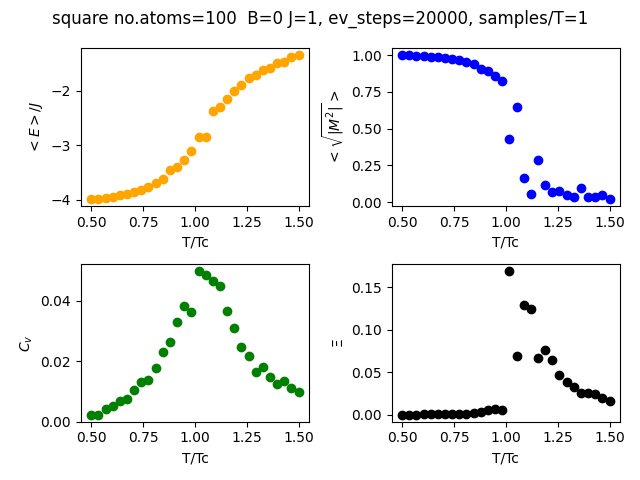 square no.atoms=100  B=0 J=1, ev_steps=20000, samples/T=1
< E > /J
−2
−3
−4
0.50 0.75 1.00 1.25 1.50
T/Tc
< √|M²| >
1.00
0.75
0.50
0.25
0.00
0.50 0.75 1.00 1.25 1.50
T/Tc
Cv
0.04
0.02
0.00
0.50 0.75 1.00 1.25 1.50
T/Tc
Ξ
0.15
0.10
0.05
0.00
0.50 0.75 1.00 1.25 1.50
T/Tc